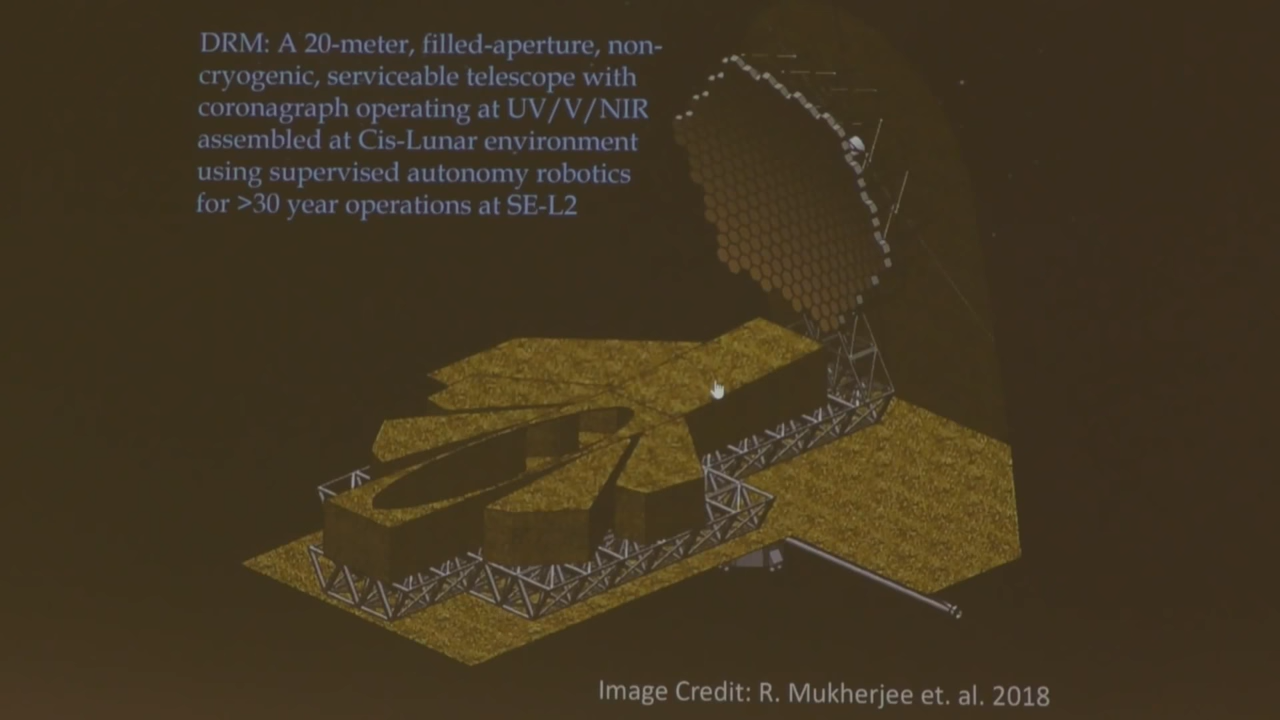 DRM: A 20-meter, filled-aperture, non-
cryogenic, serviceable telescope with
coronagraph operating at UV/V/NIR
assembled at Cis-Lunar environment
using supervised autonomy robotics
for >30 year operations at SE-L2
Image Credit: R. Mukherjee et. al. 2018